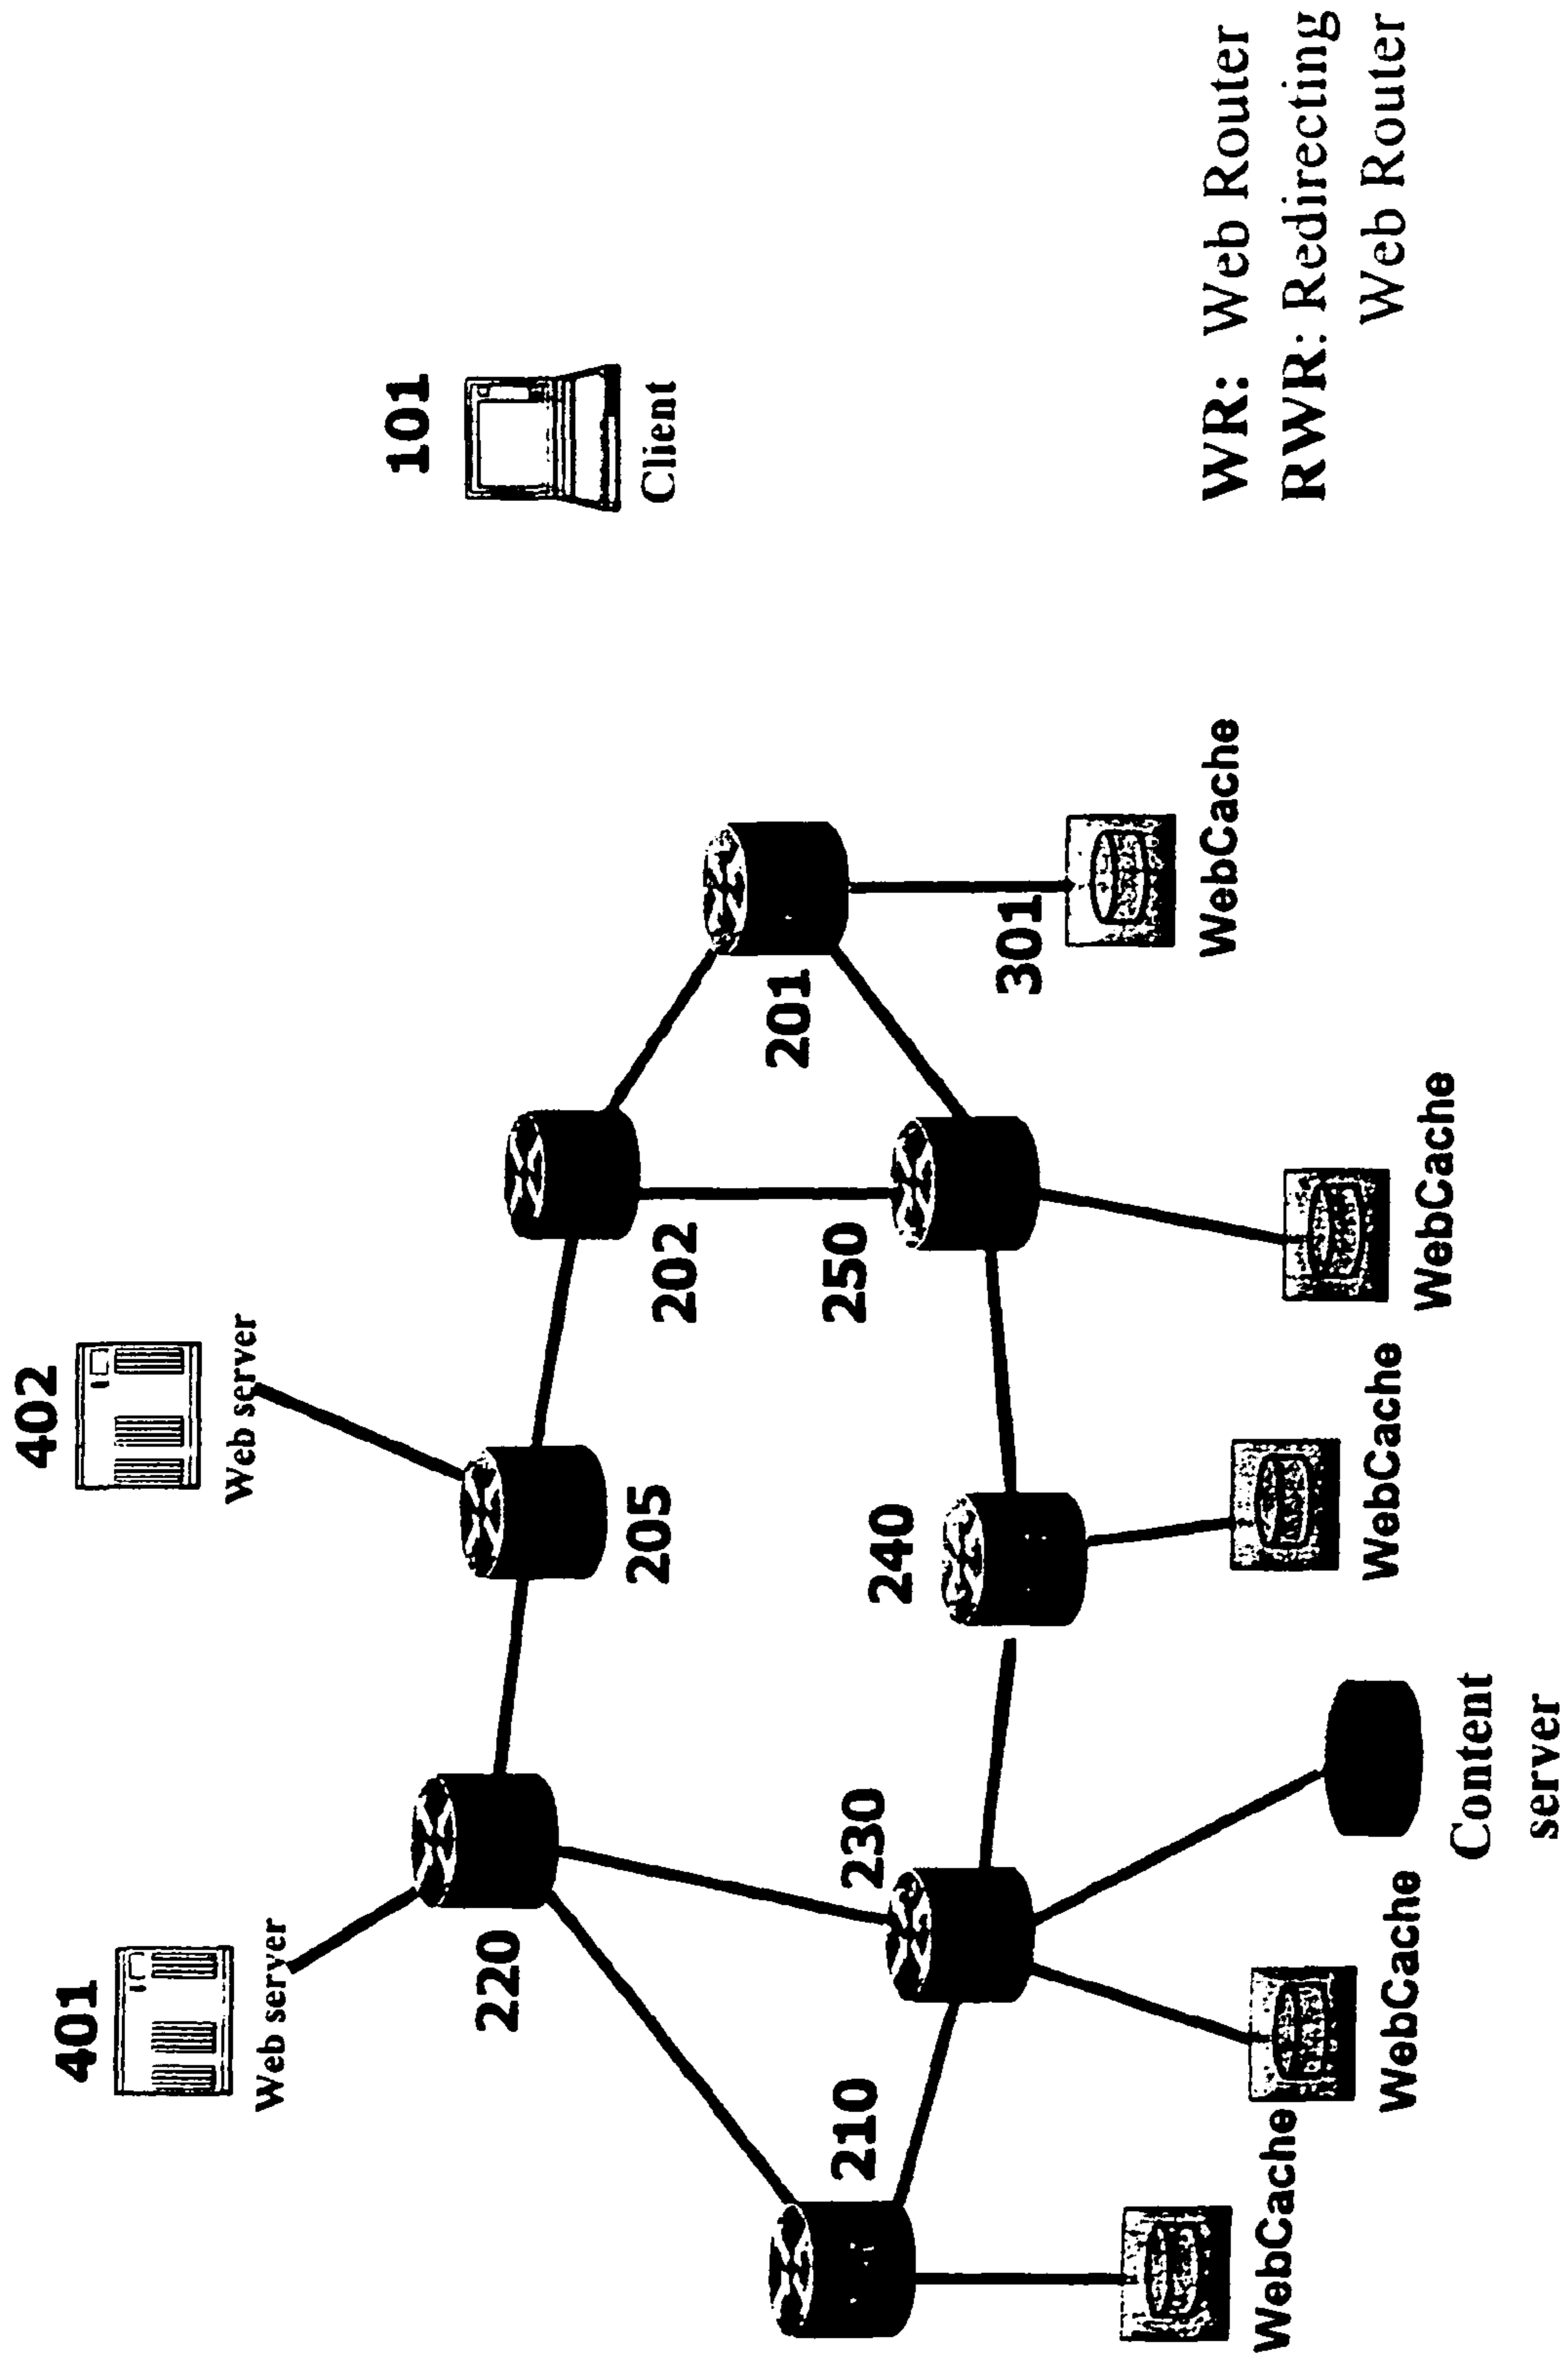 401
Web server
402
Web server
101
Client
220
205
202
201
210
230
240
250
301
WebCache
WebCache
WebCache
WebCache
WebCache
Content
server
WR: Web Router
RWR: Redirecting
Web Router